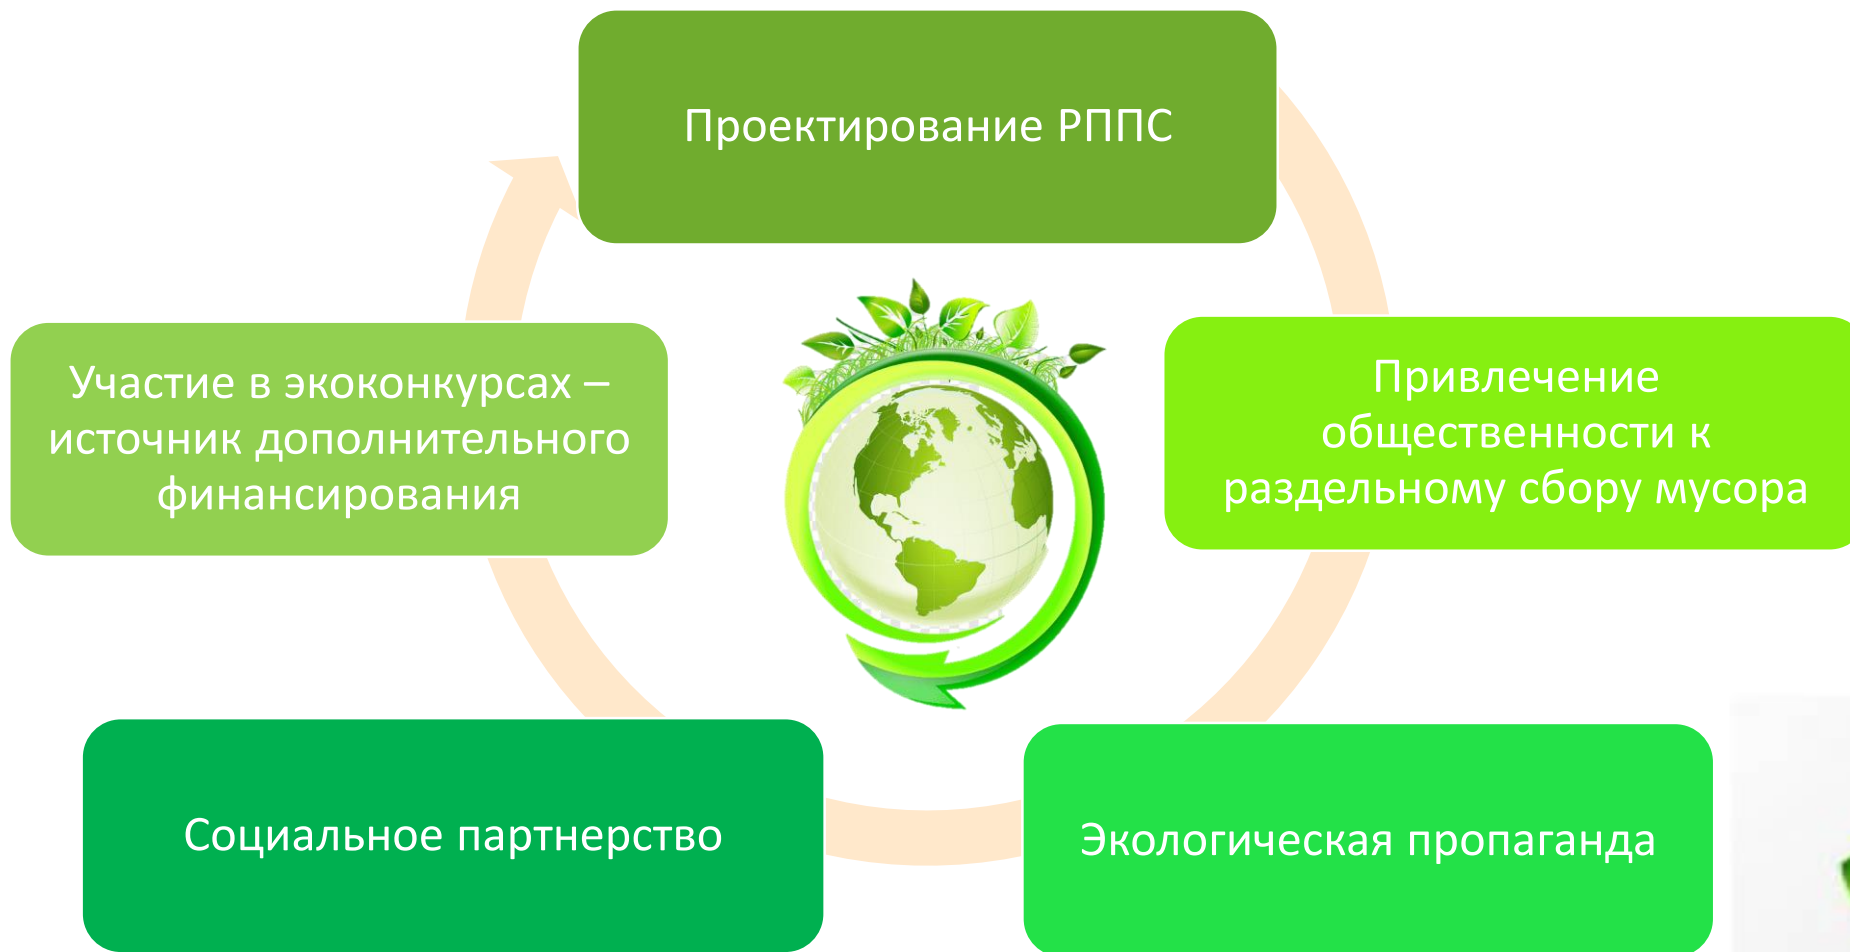 Проектирование РППС
Участие в экоконкурсах –
источник дополнительного
финансирования
Привлечение
общественности к
раздельному сбору мусора
Социальное партнерство
Экологическая пропаганда